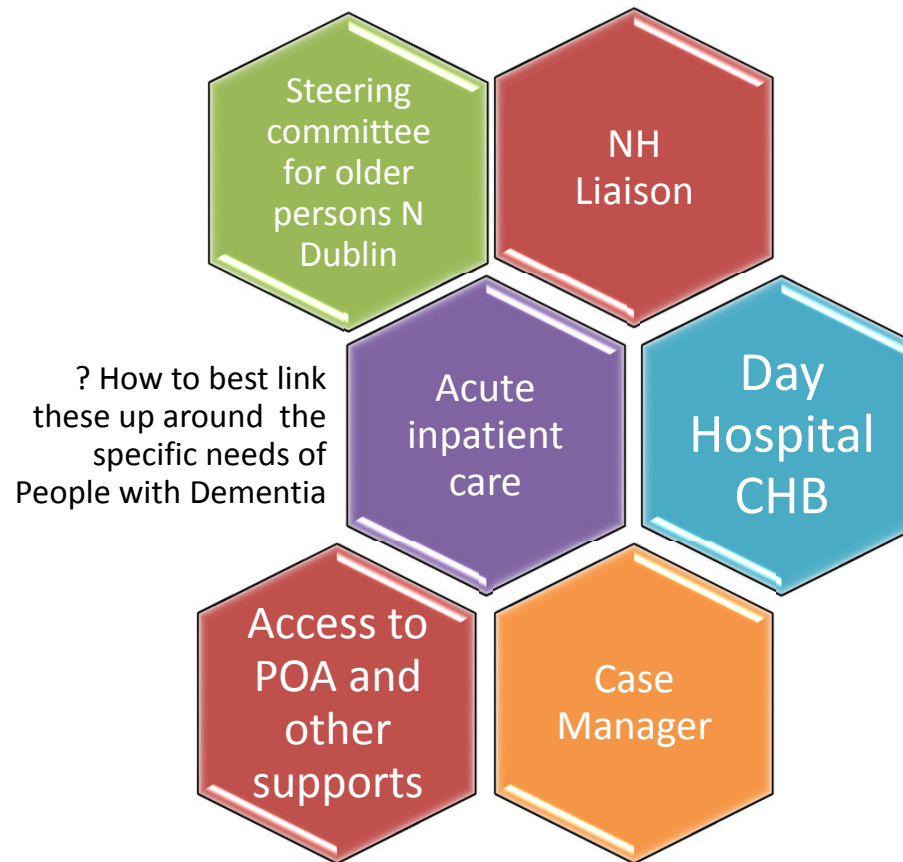 Steering
committee
for older
persons N
Dublin
NH
Liaison
? How to best link
these up around the
specific needs of
People with Dementia
Acute
inpatient
care
Day
Hospital
CHB
Access to
POA and
other
supports
Case
Manager